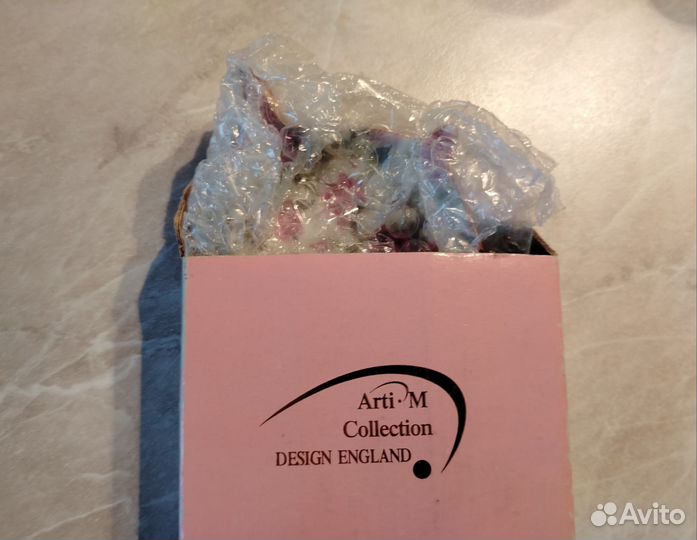 Arti·M
Collection
DESIGN ENGLAND
Avito